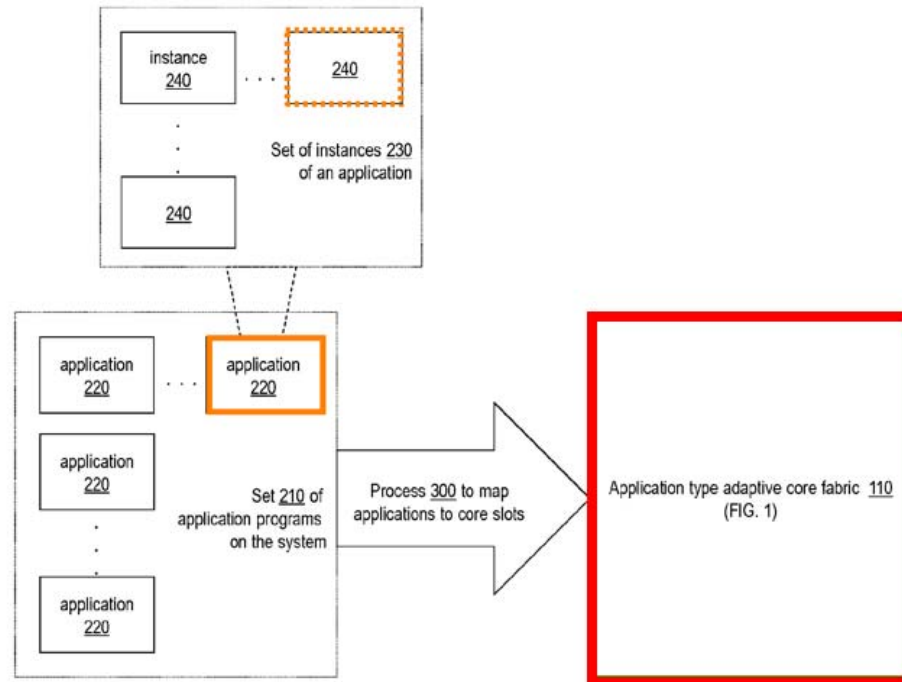 instance
240
. . .
240
Set of instances 230
of an application
240
application
220
. . .
application
220
application
220
Set 210 of
application programs
on the system
application
220
Process 300 to map
applications to core slots
Application type adaptive core fabric 110
(FIG. 1)